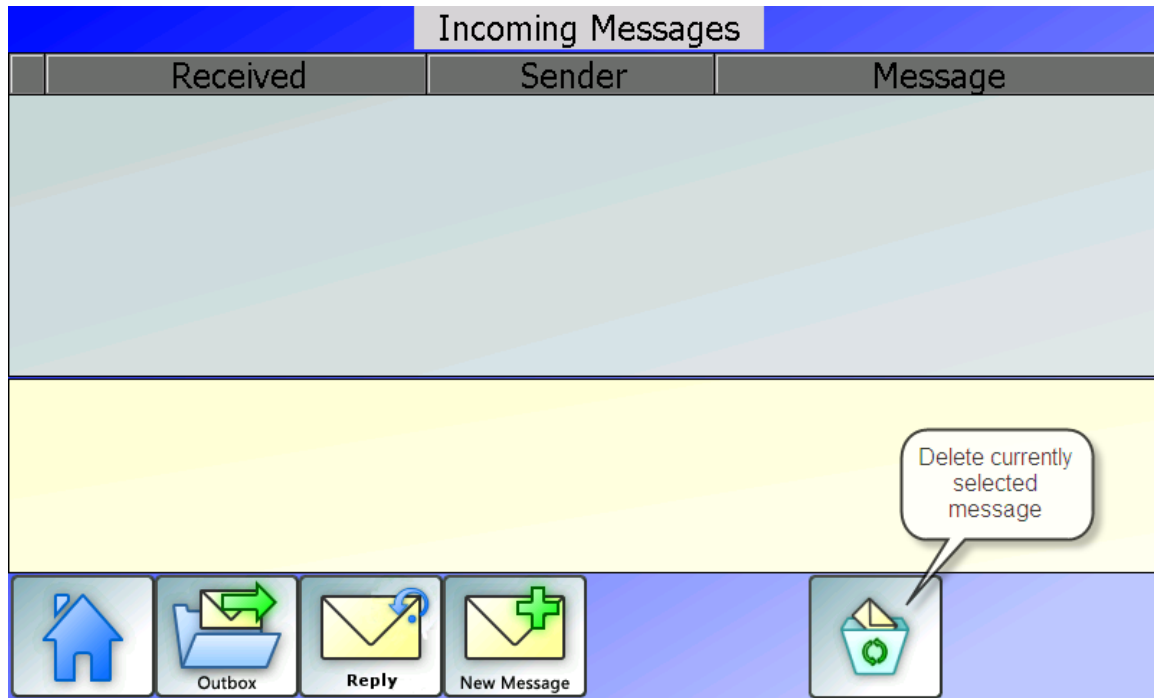 Incoming Messages
Received Sender Message
Delete currently
selected
message
Outbox Reply New Message